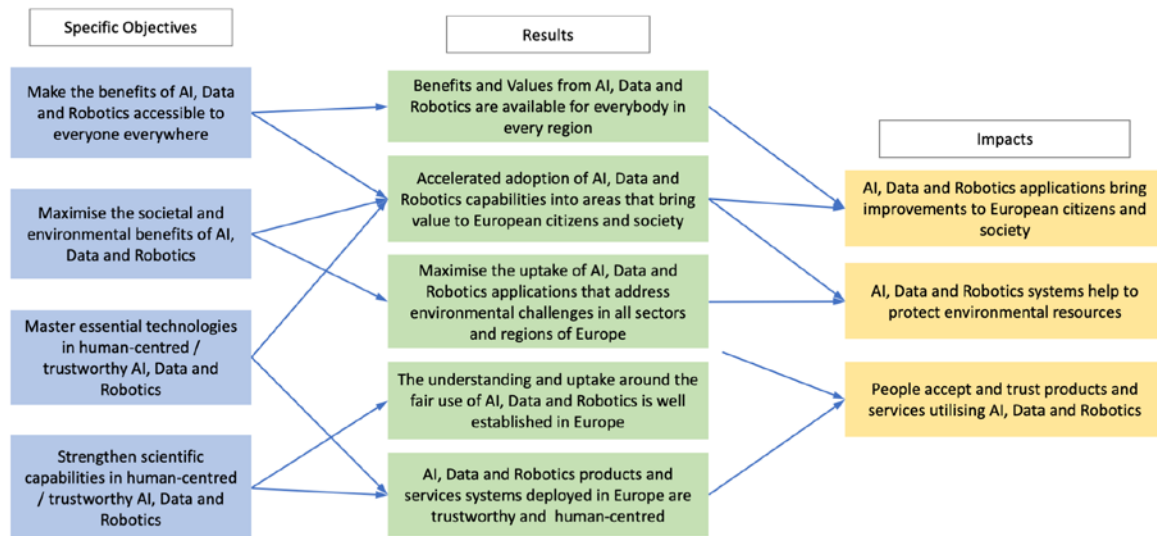 Specific Objectives
Make the benefits of AI, Data
and Robotics accessible to
everyone everywhere
Maximise the societal and
environmental benefits of AI,
Data and Robotics
Master essential technologies
in human-centred /
trustworthy AI, Data and
Robotics
Strengthen scientific
capabilities in human-centred
/ trustworthy AI, Data and
Robotics
Results
Benefits and Values from AI, Data and
Robotics are available for everybody in
every region
Accelerated adoption of AI, Data and
Robotics capabilities into areas that bring
value to European citizens and society
Maximise the uptake of AI, Data and
Robotics applications that address
environmental challenges in all sectors
and regions of Europe
The understanding and uptake around the
fair use of AI, Data and Robotics is well
established in Europe
AI, Data and Robotics products and
services systems deployed in Europe are
trustworthy and human-centred
Impacts
AI, Data and Robotics applications bring
improvements to European citizens and
society
AI, Data and Robotics systems help to
protect environmental resources
People accept and trust products and
services utilising AI, Data and Robotics